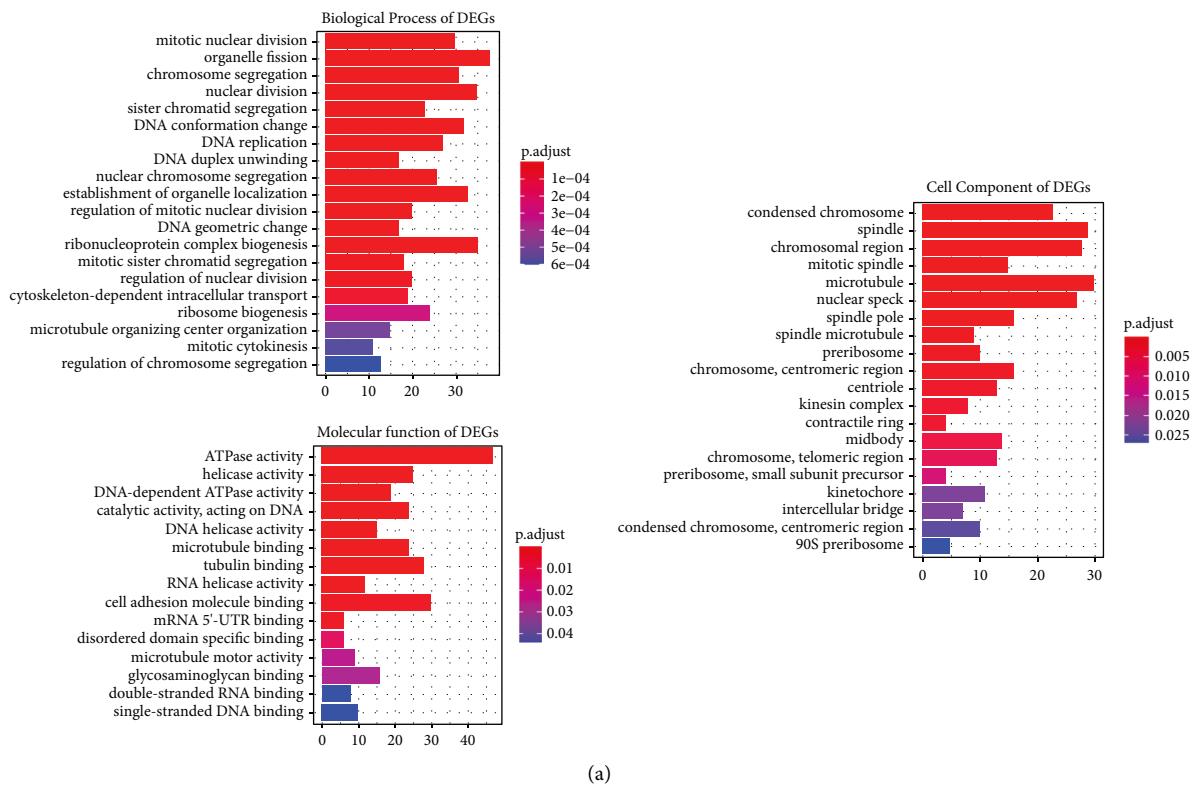 Biological Process of DEGs
mitotic nuclear division
organelle fission
chromosome segregation
nuclear division
sister chromatid segregation
DNA conformation change
DNA replication
DNA duplex unwinding
nuclear chromosome segregation
establishment of organelle localization
regulation of mitotic nuclear division
DNA geometric change
ribonucleoprotein complex biogenesis
mitotic sister chromatid segregation
regulation of nuclear division
cytoskeleton-dependent intracellular transport
ribosome biogenesis
microtubule organizing center organization
mitotic cytokinesis
regulation of chromosome segregation
0 10 20 30
p.adjust
1e−04
2e−04
3e−04
4e−04
5e−04
6e−04
Molecular function of DEGs
ATPase activity
helicase activity
DNA-dependent ATPase activity
catalytic activity, acting on DNA
DNA helicase activity
microtubule binding
tubulin binding
RNA helicase activity
cell adhesion molecule binding
mRNA 5'-UTR binding
disordered domain specific binding
microtubule motor activity
glycosaminoglycan binding
double-stranded RNA binding
single-stranded DNA binding
0 10 20 30 40
p.adjust
0.01
0.02
0.03
0.04
Cell Component of DEGs
condensed chromosome
spindle
chromosomal region
mitotic spindle
microtubule
nuclear speck
spindle pole
spindle microtubule
preribosome
chromosome, centromeric region
centriole
kinesin complex
contractile ring
midbody
chromosome, telomeric region
preribosome, small subunit precursor
kinetochore
intercellular bridge
condensed chromosome, centromeric region
90S preribosome
0 10 20 30
p.adjust
0.005
0.010
0.015
0.020
0.025
(a)